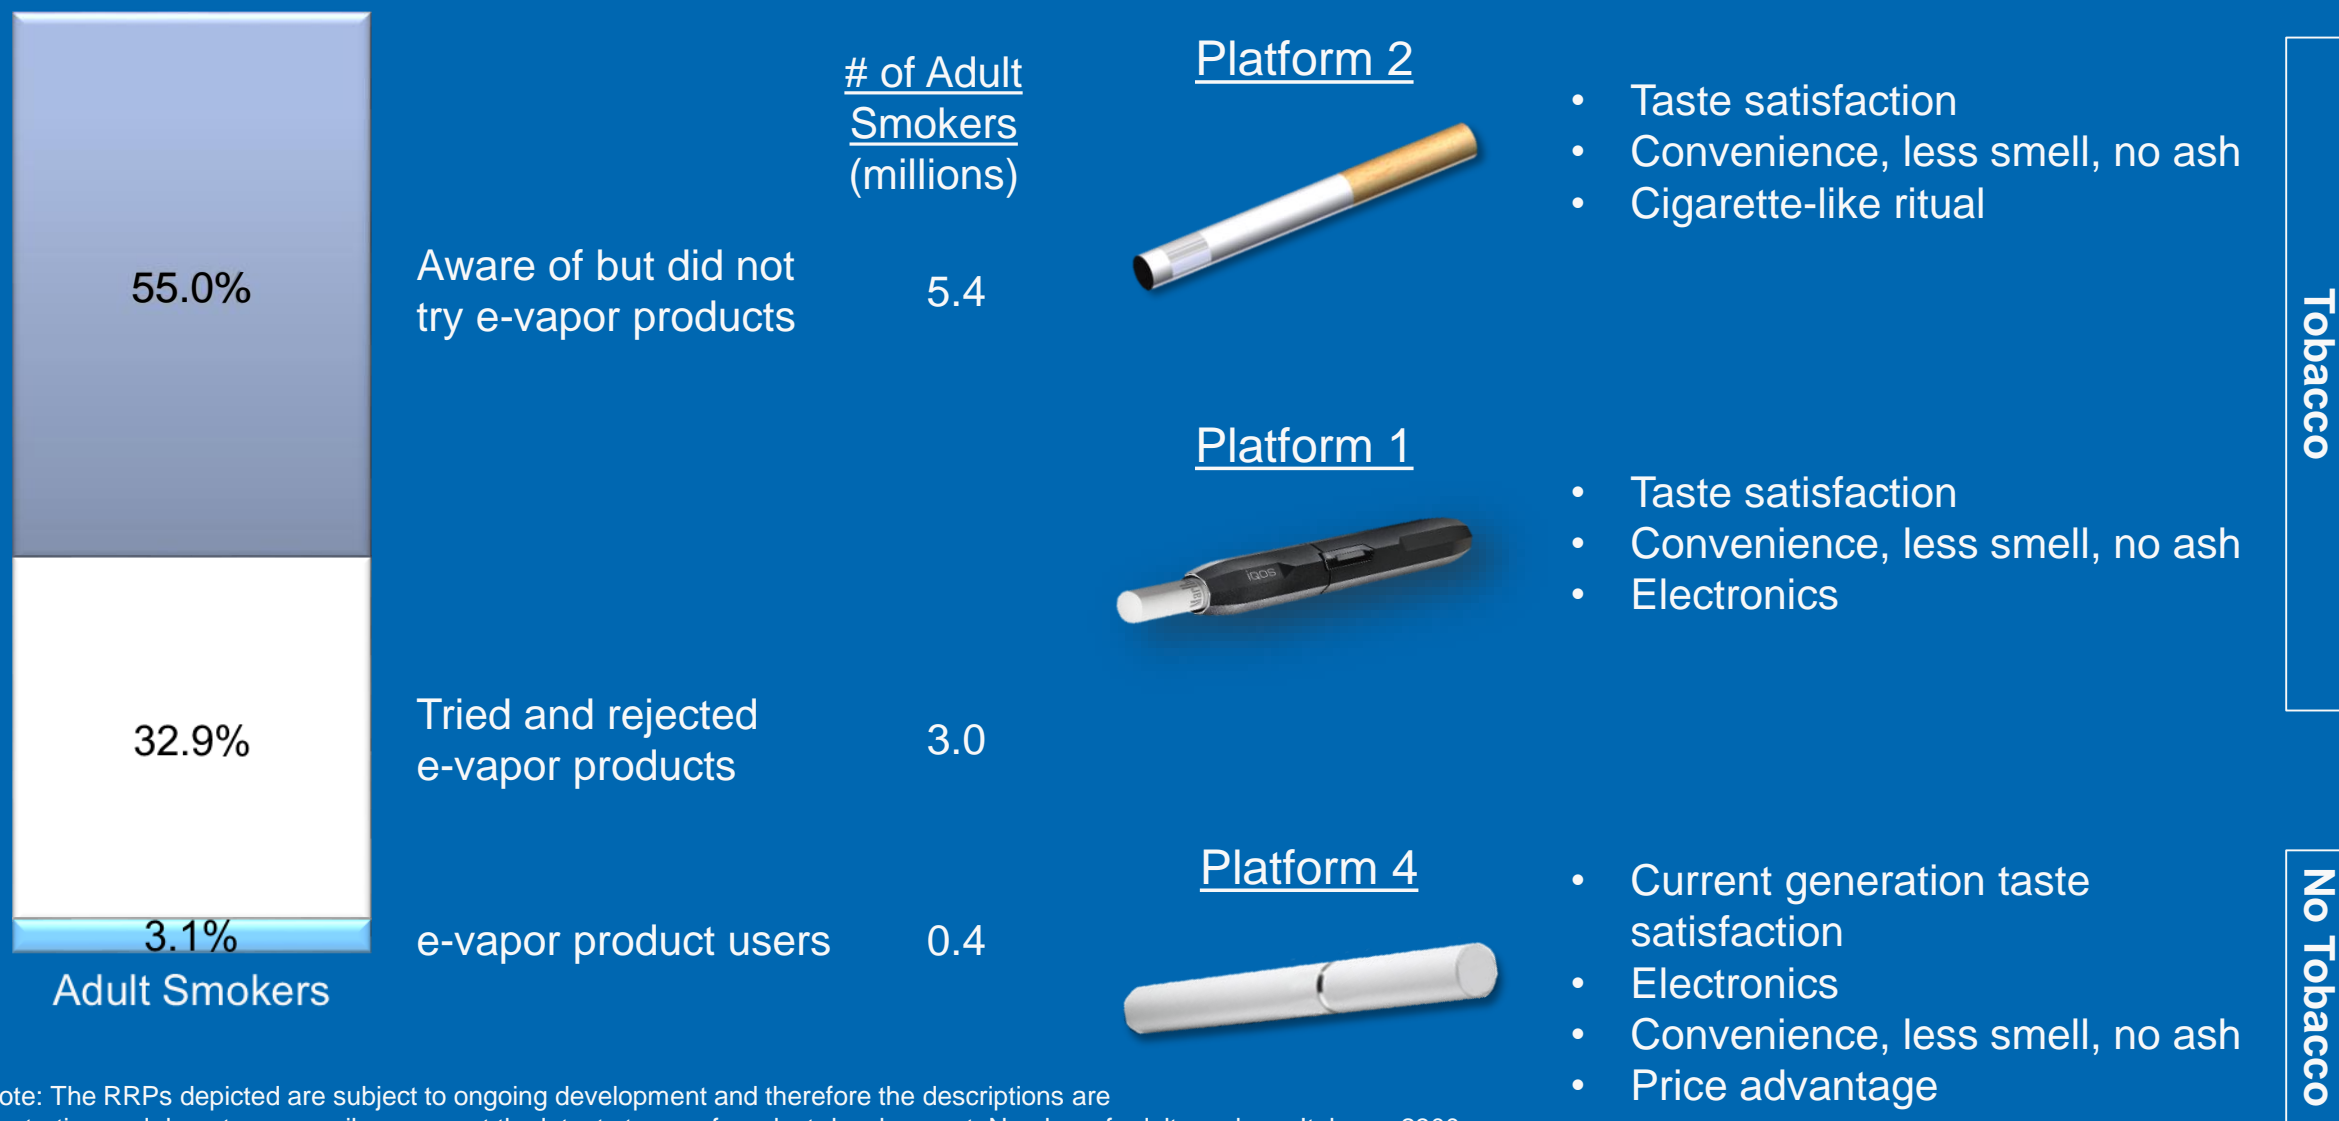 55.0%
32.9%
3.1%
Adult Smokers
# of Adult
Smokers
(millions)
Aware of but did not
try e-vapor products
5.4
Tried and rejected
e-vapor products
3.0
e-vapor product users
0.4
Platform 2
• Taste satisfaction
• Convenience, less smell, no ash
• Cigarette-like ritual
Platform 1
iQOS
• Taste satisfaction
• Convenience, less smell, no ash
• Electronics
Platform 4
• Current generation taste
satisfaction
• Electronics
• Convenience, less smell, no ash
• Price advantage
Tobacco
No Tobacco
ote: The RRPs depicted are subject to ongoing development and therefore the descriptions are